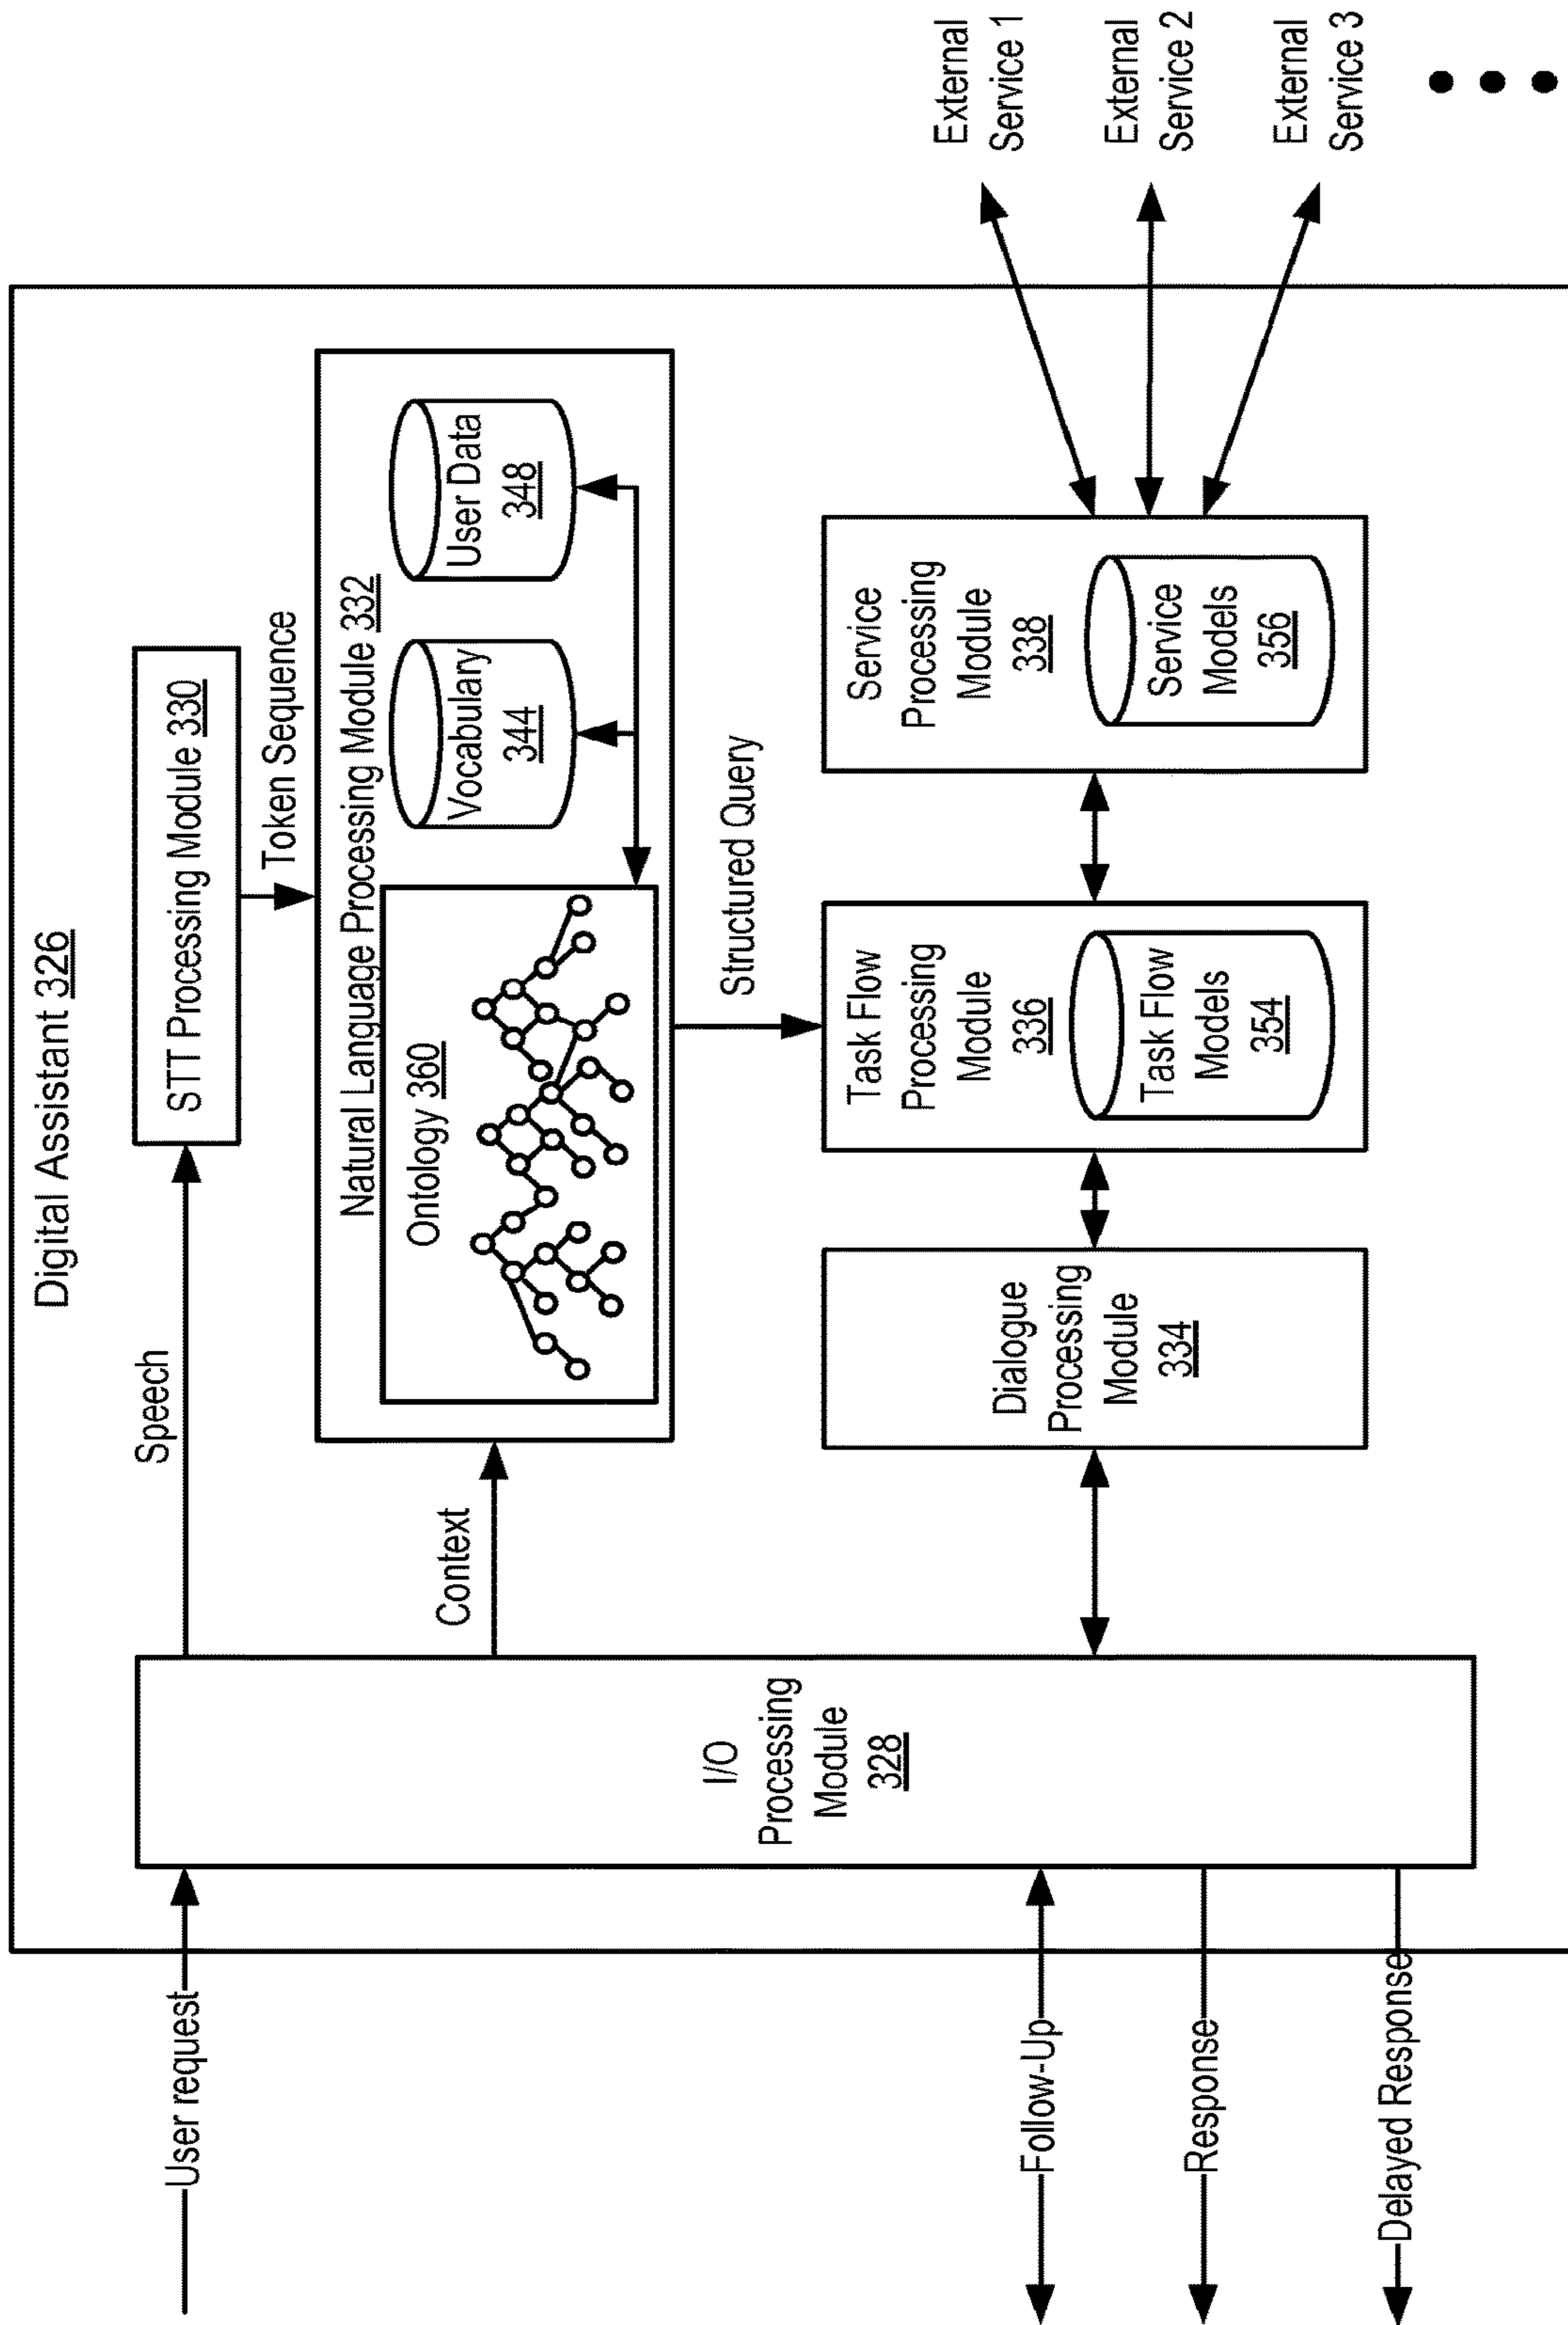 Digital Assistant 326
User request
Speech
STT Processing Module 330
Token Sequence
Context
Natural Language Processing Module 332
Ontology 360
Vocabulary
344
User Data
348
Structured Query
I/O
Processing
Module
328
Dialogue
Processing
Module
334
Task Flow
Processing
Module
336
Task Flow
Models
354
Service
Processing
Module
338
Service
Models
356
External
Service 1
External
Service 2
External
Service 3
Follow-Up
Response
Delayed Response